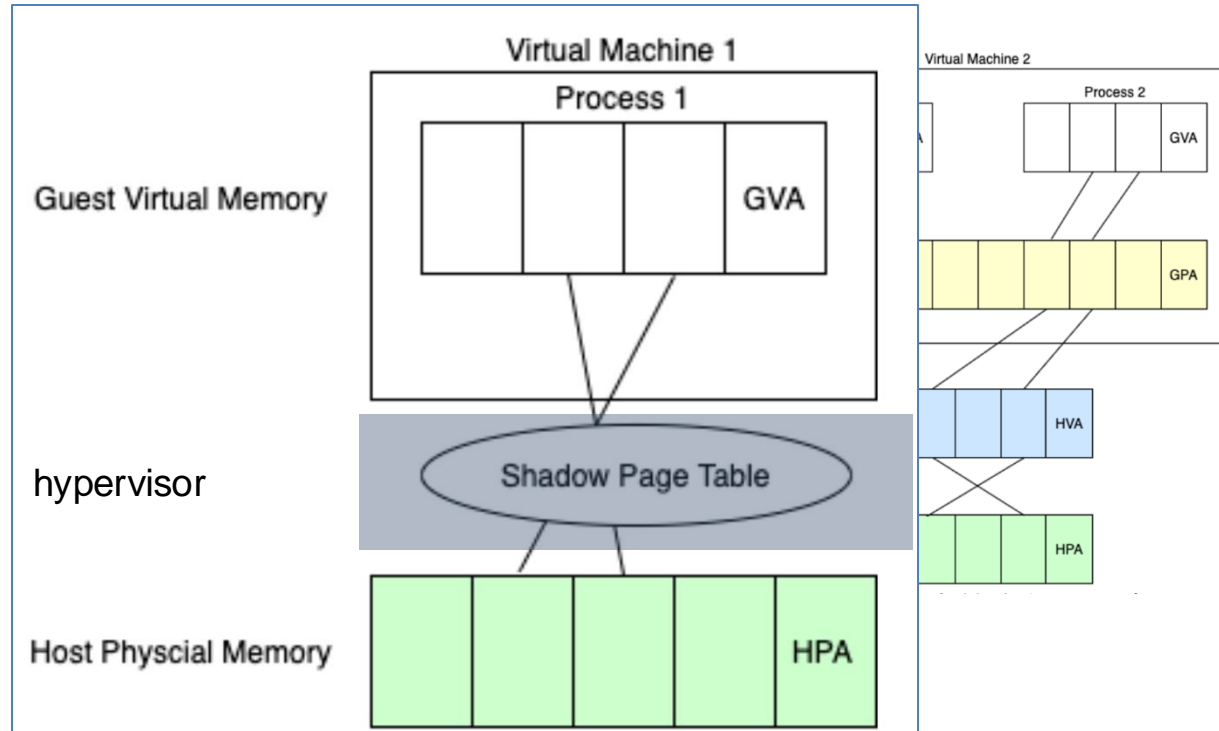 Virtual Machine 1
Process 1
Guest Virtual Memory
GVA
hypervisor
Shadow Page Table
Host Physcial Memory
HPA
Virtual Machine 2
Process 2
GVA
GPA
HVA
HPA